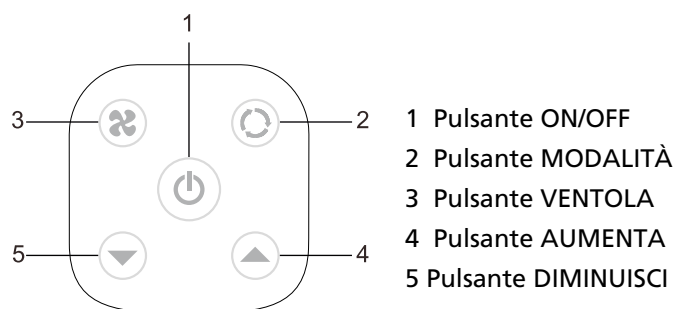 1
3
2
5
4
1 Pulsante ON/OFF
2 Pulsante MODALITÀ
3 Pulsante VENTOLA
4 Pulsante AUMENTA
5 Pulsante DIMINUISCI